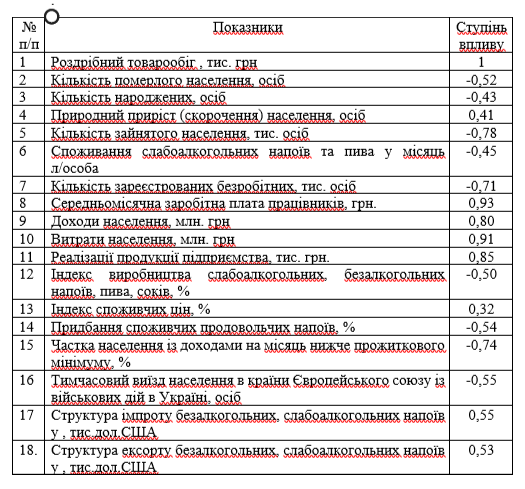 № Показники Ступінь
п/п впливу
1 Роздрібний товарообіг , тис. грн 1
2 Кількість померлого населення, осіб -0,52
3 Кількість народжених, осіб -0,43
4 Природний приріст (скорочення) населення, осіб 0,41
5 Кількість зайнятого населення, тис. осіб -0,78
6 Споживання слабоалкогольних напоїв та пива у місяць -0,45
л/особа
7 Кількість зареєстрованих безробітних, тис. осіб -0,71
8 Середньомісячна заробітна плата працівників, грн. 0,93
9 Доходи населення, млн. грн 0,80
10 Витрати населення, млн. грн 0,91
11 Реалізації продукції підприємства, тис. грн. 0,85
12 Індекс виробництва слабоалкогольних, безалкогольних -0,50
напоїв, пива, соків, %
13 Індекс споживчих цін, % 0,32
14 Придбання споживчих продовольчих напоїв, % -0,54
15 Частка населення із доходами на місяць нижче прожиткового -0,74
мінімуму, %
16 Тимчасовий виїзд населення в країни Європейського союзу із -0,55
військових дій в Україні, осіб
17 Структура імпроту безалкогольних, слабоалкогольних напоїв 0,55
у , тис.дол.США
18. Структура ексорту безалкогольних, слабоалкогольних напоїв 0,53
у , тис.дол.США